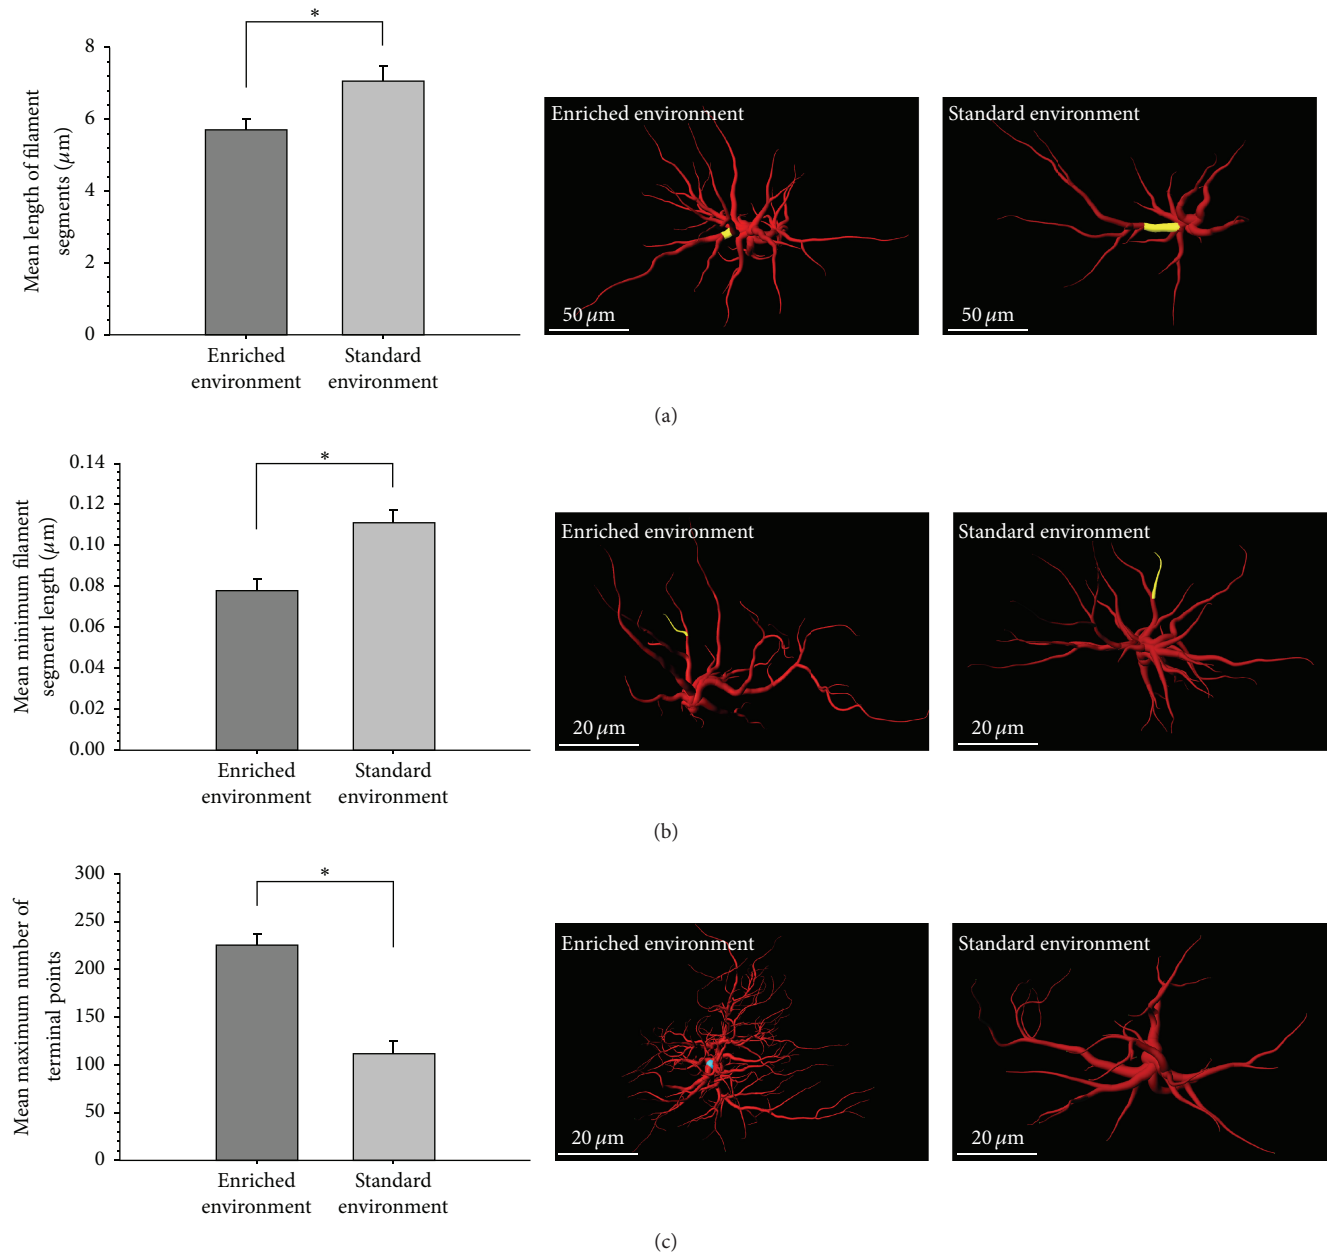 *
8
6
4
2
0
Mean length of filament
segments (μm)
Enriched
environment
Standard
environment
Enriched environment
50 μm
Standard environment
50 μm
(a)
*
0.14
0.12
0.10
0.08
0.06
0.04
0.02
0.00
Mean minimum filament
segment length (μm)
Enriched
environment
Standard
environment
Enriched environment
20 μm
Standard environment
20 μm
(b)
*
300
250
200
150
100
50
0
Mean maximum number of
terminal points
Enriched
environment
Standard
environment
Enriched environment
20 μm
Standard environment
20 μm
(c)